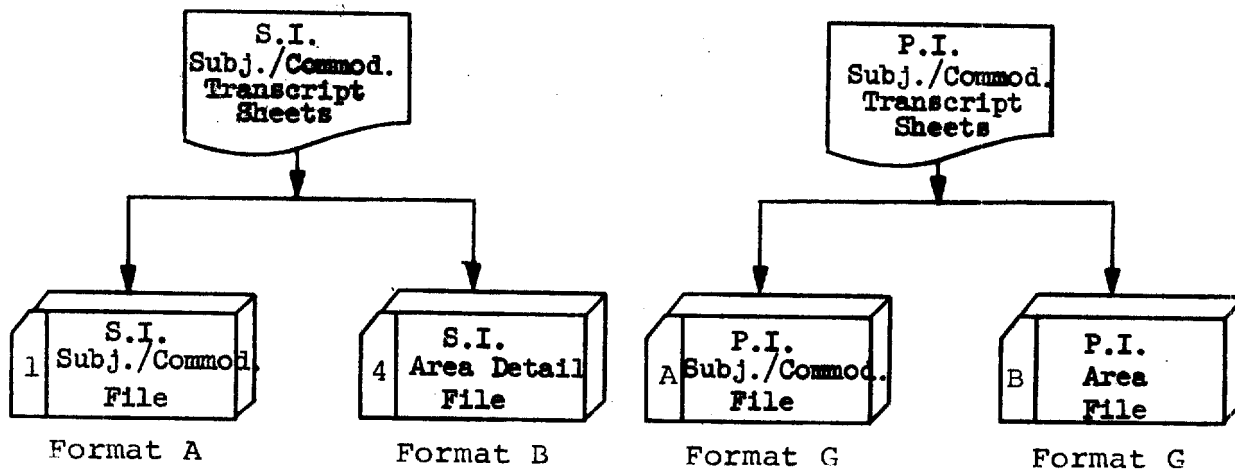 S.I.
Subj./Commod.
Transcript
Sheets
P.I.
Subj./Commod.
Transcript
Sheets
1
S.I.
Subj./Commod.
File
Format A
4
S.I.
Area Detail
File
Format B
A
P.I.
Subj./Commod.
File
Format G
B
P.I.
Area
File
Format G